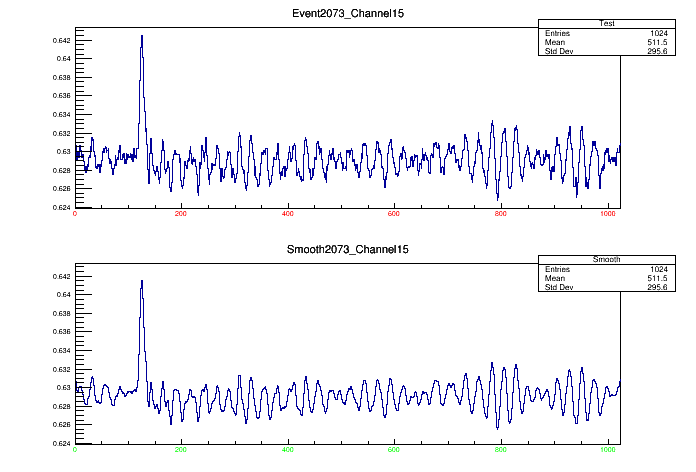 Event2073_Channel15
Test
Entries 1024
Mean 511.5
Std Dev 295.6
0.642
0.64
0.638
0.636
0.634
0.632
0.63
0.628
0.626
0.624
0 200 400 600 800 1000
Smooth2073_Channel15
Smooth
Entries 1024
Mean 511.5
Std Dev 295.6
0.642
0.64
0.638
0.636
0.634
0.632
0.63
0.628
0.626
0.624
0 200 400 600 800 1000